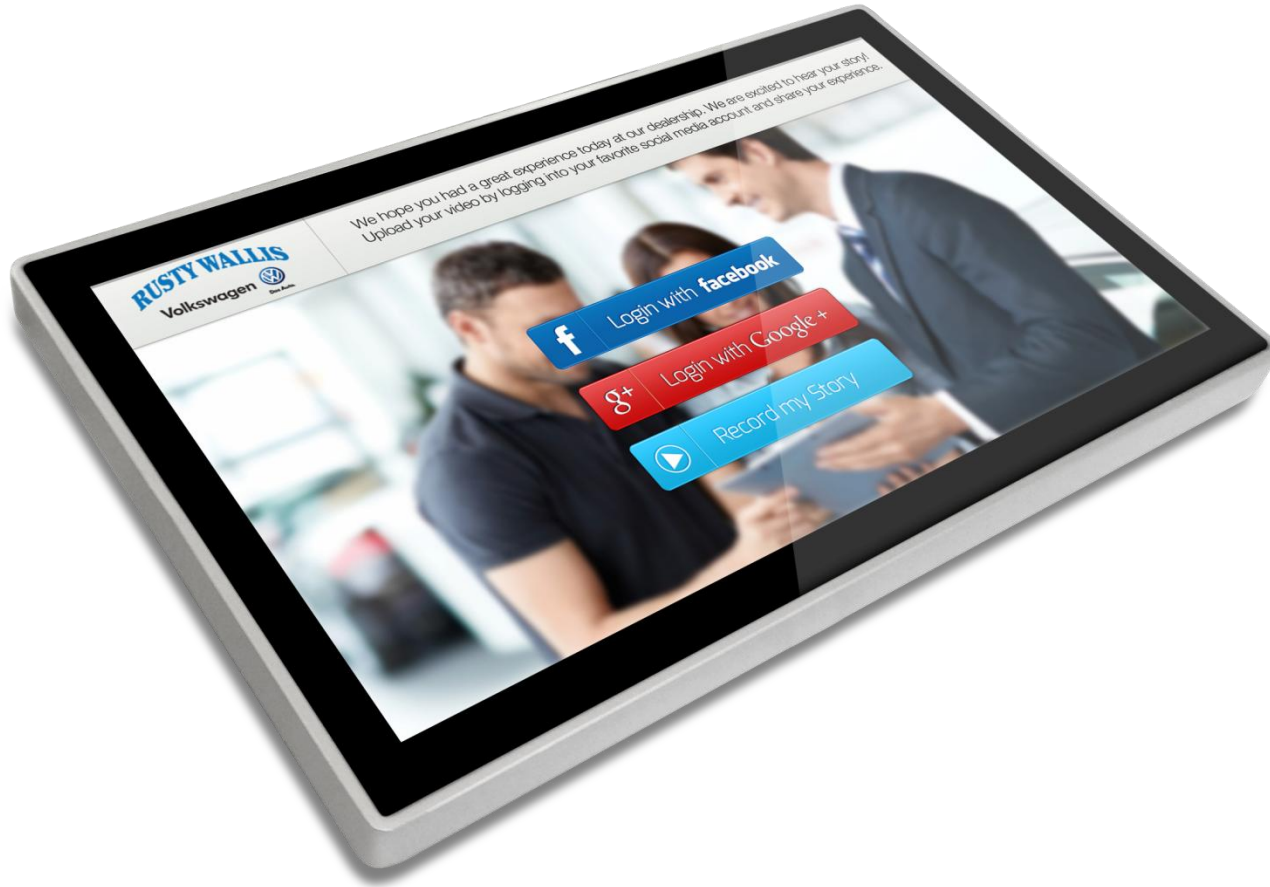 RUSTY WALLIS
Volkswagen
Das Auto.
We hope you had a great experience today at our dealership. We are excited to hear your story!
Upload your video by logging into your favorite social media account and share your experience.
f Login with facebook
g+ Login with Google +
Record my Story